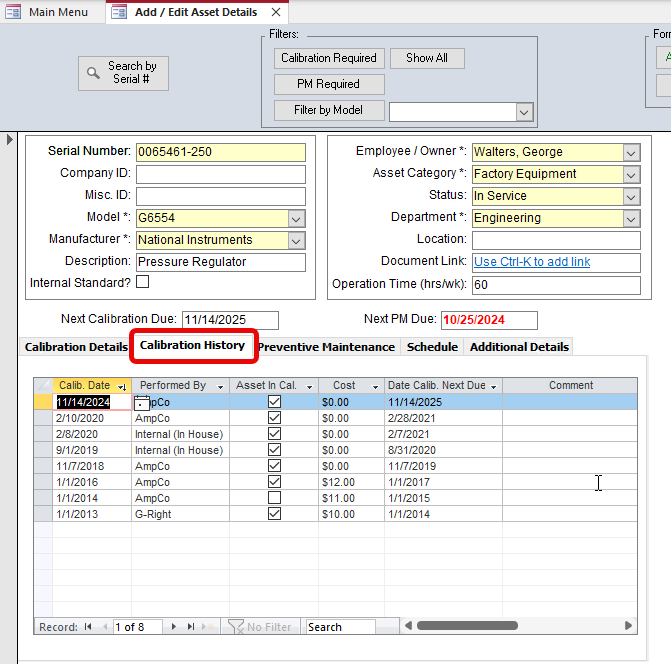 Main Menu Add / Edit Asset Details
Filters: For
Search by Serial #
Calibration Required Show All
PM Required
Filter by Model
Serial Number: 0065461-250
Company ID:
Misc. ID:
Model *: G6554
Manufacturer *: National Instruments
Description: Pressure Regulator
Internal Standard?
Employee / Owner *: Walters, George
Asset Category *: Factory Equipment
Status: In Service
Department *: Engineering
Location:
Document Link: Use Ctrl-K to add link
Operation Time (hrs/wk): 60
Next Calibration Due: 11/14/2025 Next PM Due: 10/25/2024
Calibration Details Calibration History Preventive Maintenance Schedule Additional Details
Calib. Date Performed By Asset In Cal. Cost Date Calib. Next Due Comment
11/14/2024 pCo $0.00 11/14/2025
2/10/2020 AmpCo $0.00 2/28/2021
2/8/2020 Internal (In House) $0.00 2/7/2021
9/1/2019 Internal (In House) $0.00 8/31/2020
11/7/2018 AmpCo $0.00 11/7/2019
1/1/2016 AmpCo $12.00 1/1/2017
1/1/2014 AmpCo $11.00 1/1/2015
1/1/2013 G-Right $10.00 1/1/2014
Record: 1 of 8 No Filter Search